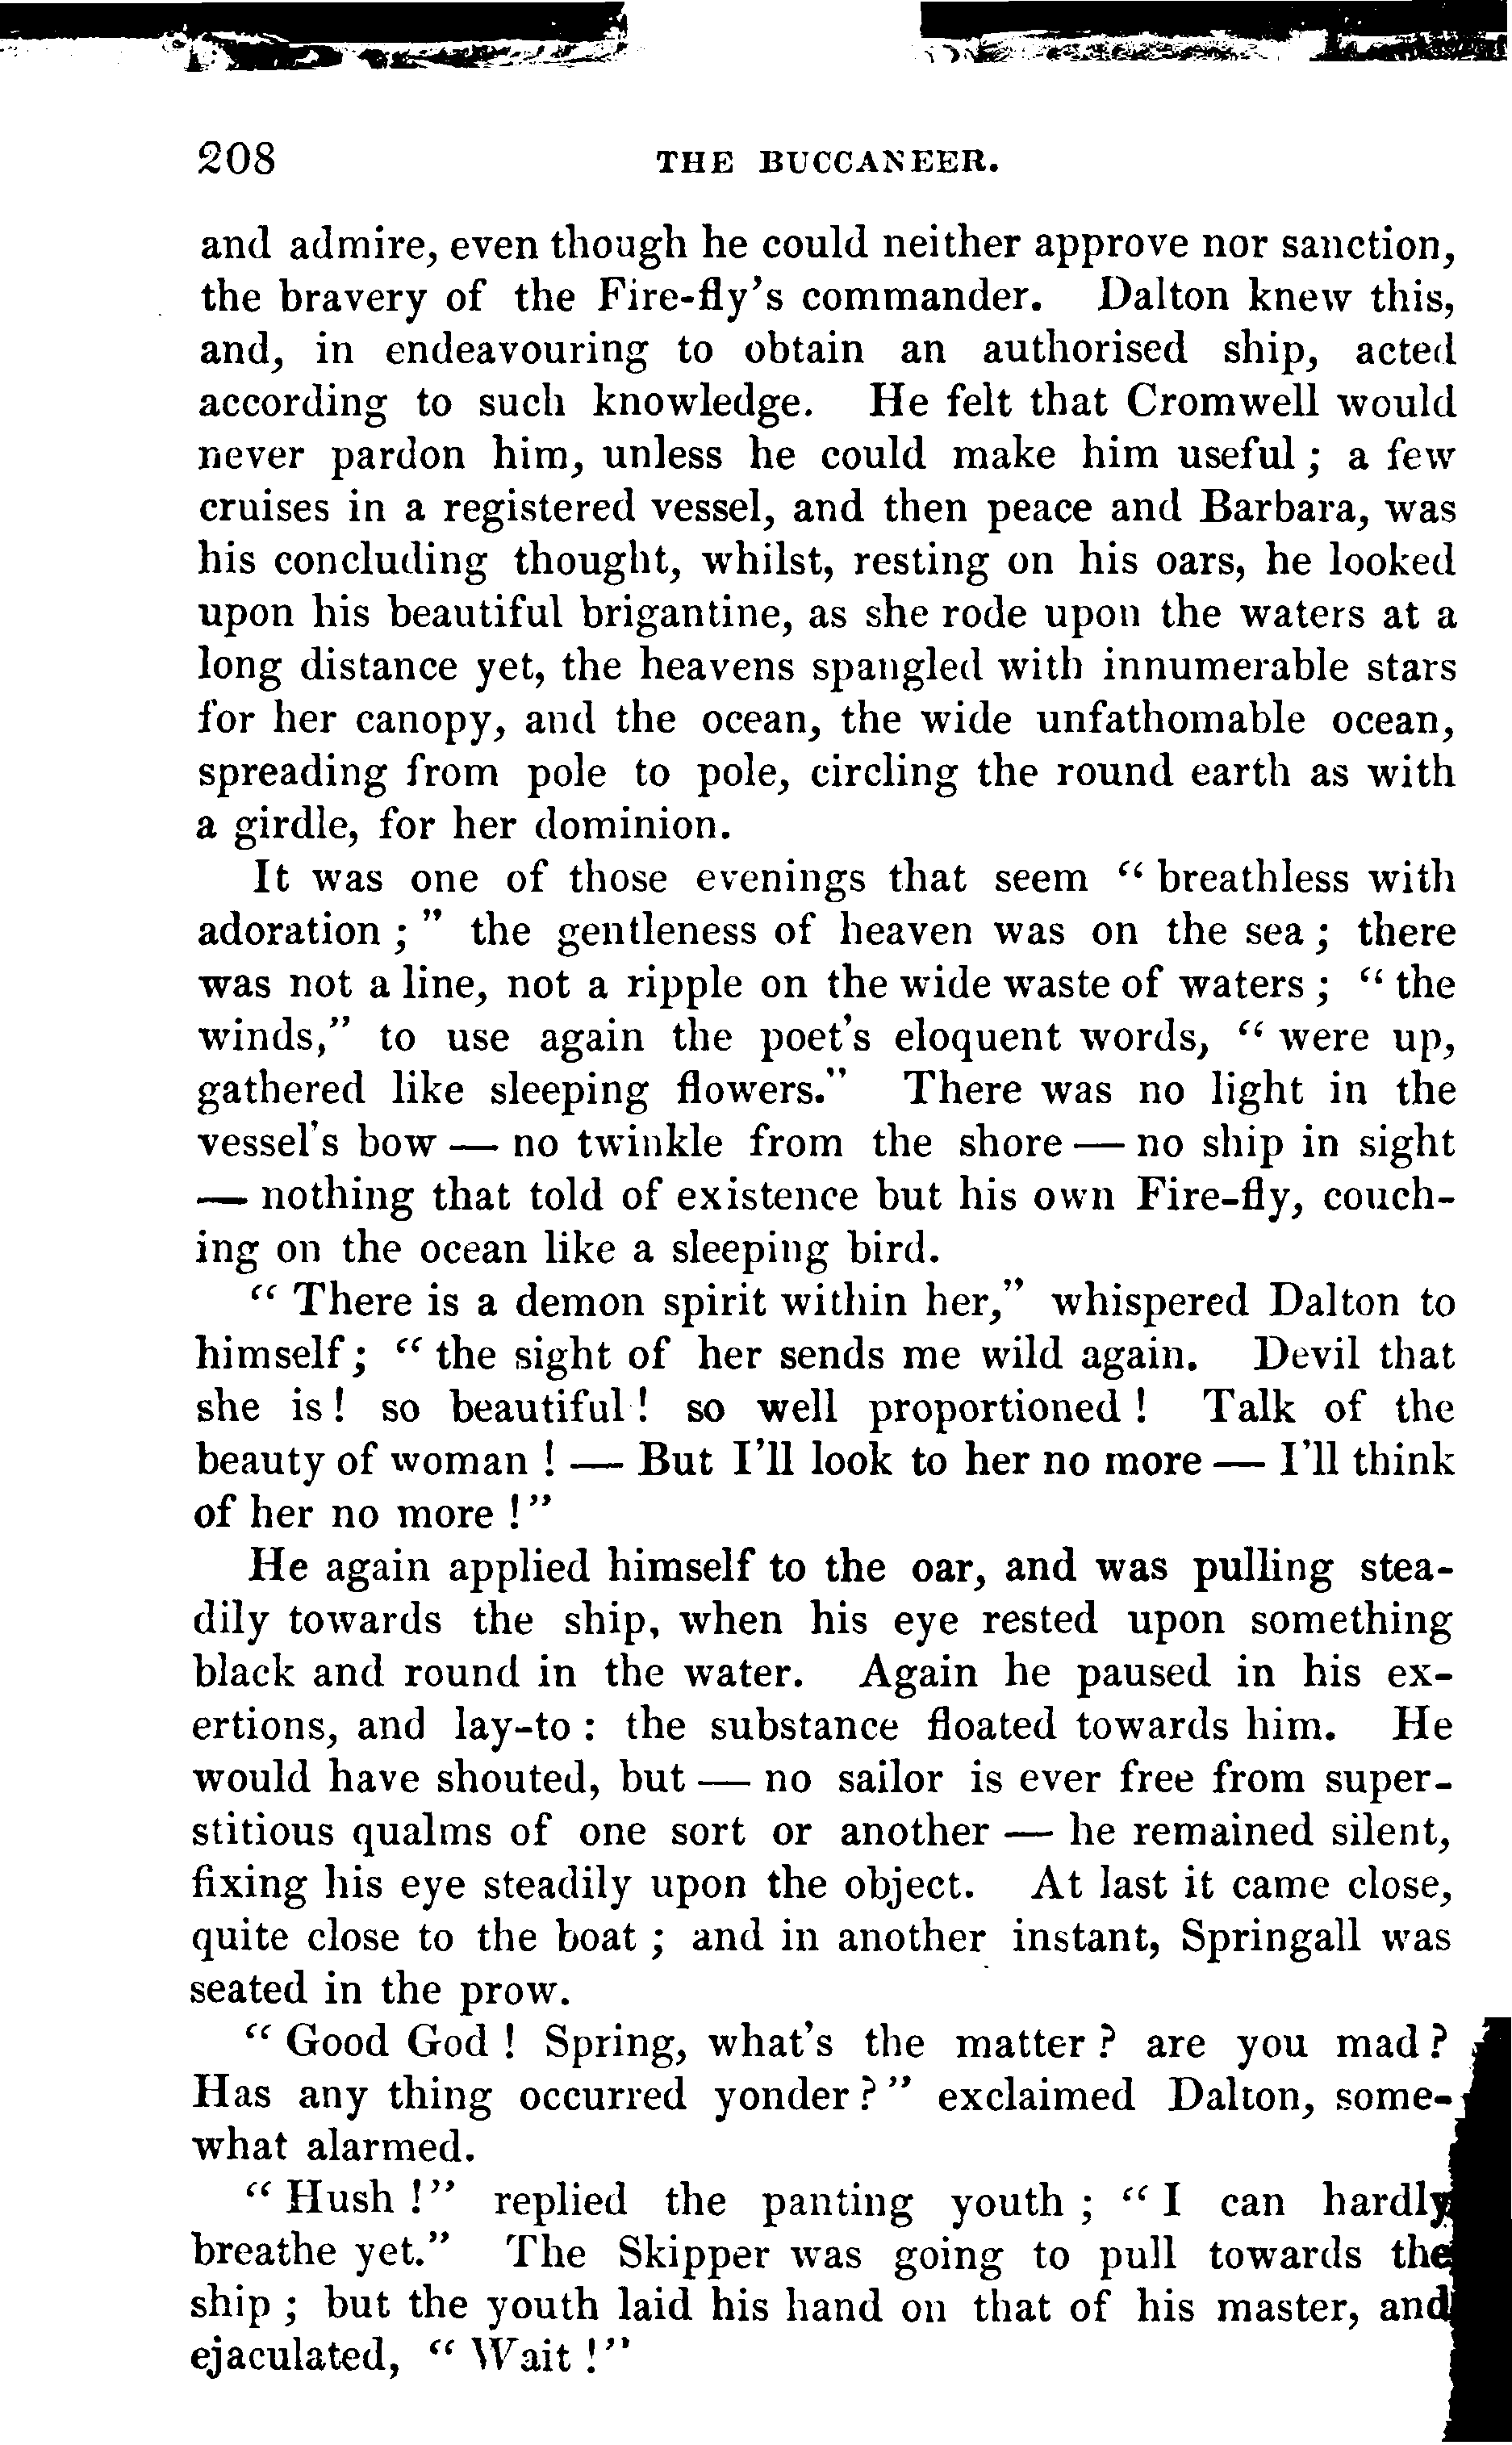 208 THE BUCCANEER.
and admire, even though he could neither approve nor sanction,
the bravery of the Fire-fly's commander. Dalton knew this,
and, in endeavouring to obtain an authorised ship, acted
according to such knowledge. He felt that Cromwell would
never pardon him, unless he could make him useful ; a few
cruises in a registered vessel, and then peace and Barbara, was
his concluding thought, whilst, resting on his oars, he looked
upon his beautiful brigantine, as she rode upon the waters at a
long distance yet, the heavens spangled with innumerable stars
for her canopy, and the ocean, the wide unfathomable ocean,
spreading from pole to pole, circling the round earth as with
a girdle, for her dominion.
It was one of those evenings that seem “ breathless with
adoration ; ” the gentleness of heaven was on the sea ; there
was not a line, not a ripple on the wide waste of waters ; “ the
winds,” to use again the poet's eloquent words, “ were up,
gathered like sleeping flowers.” There was no light in the
vessel's bow — no twinkle from the shore — no ship in sight
— nothing that told of existence but his own Fire-fly, couch-
ing on the ocean like a sleeping bird.
“ There is a demon spirit within her,” whispered Dalton to
himself ; “ the sight of her sends me wild again. Devil that
she is ! so beautiful ! so well proportioned ! Talk of the
beauty of woman ! — But I'll look to her no more — I'll think
of her no more ! ”
He again applied himself to the oar, and was pulling stea-
dily towards the ship, when his eye rested upon something
black and round in the water. Again he paused in his ex-
ertions, and lay-to : the substance floated towards him. He
would have shouted, but — no sailor is ever free from super-
stitious qualms of one sort or another — he remained silent,
fixing his eye steadily upon the object. At last it came close,
quite close to the boat ; and in another instant, Springall was
seated in the prow.
“ Good God ! Spring, what's the matter ? are you mad ?
Has any thing occurred yonder ? ” exclaimed Dalton, some-
what alarmed.
“ Hush ! ” replied the panting youth ; “ I can hardly
breathe yet.” The Skipper was going to pull towards the
ship ; but the youth laid his hand on that of his master, and
ejaculated, “ Wait ! ”